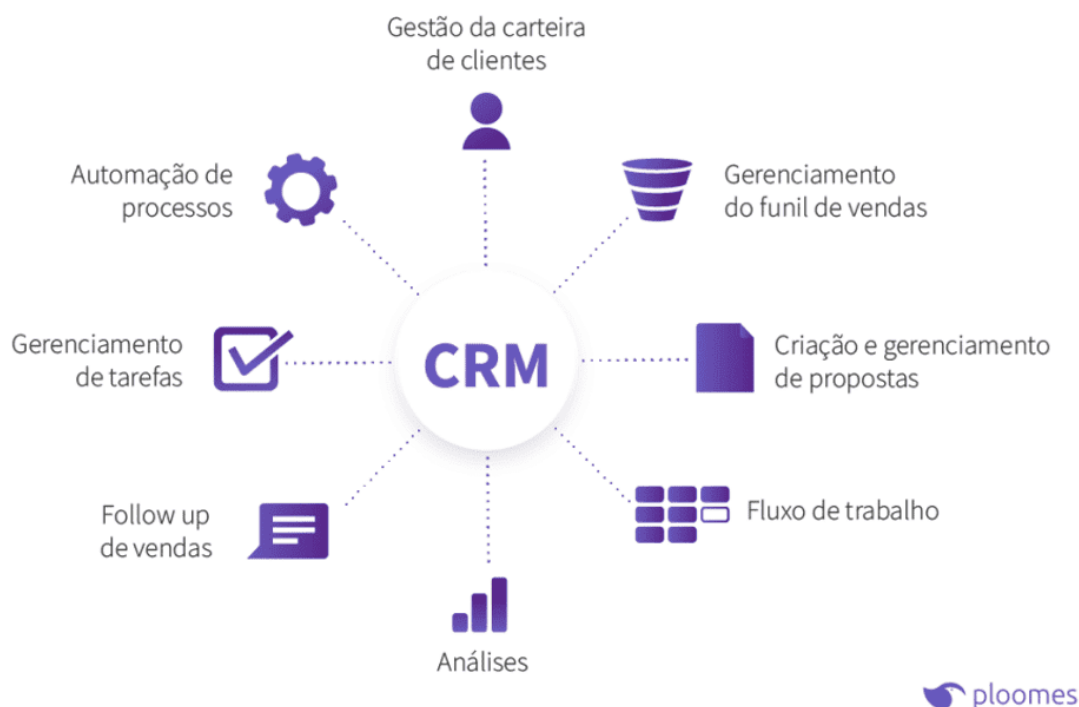 Gestão da carteira
de clientes
Automação de
processos
Gerenciamento
do funil de vendas
Gerenciamento
de tarefas
CRM
Criação e gerenciamento
de propostas
Follow up
de vendas
Fluxo de trabalho
Análises
ploomes